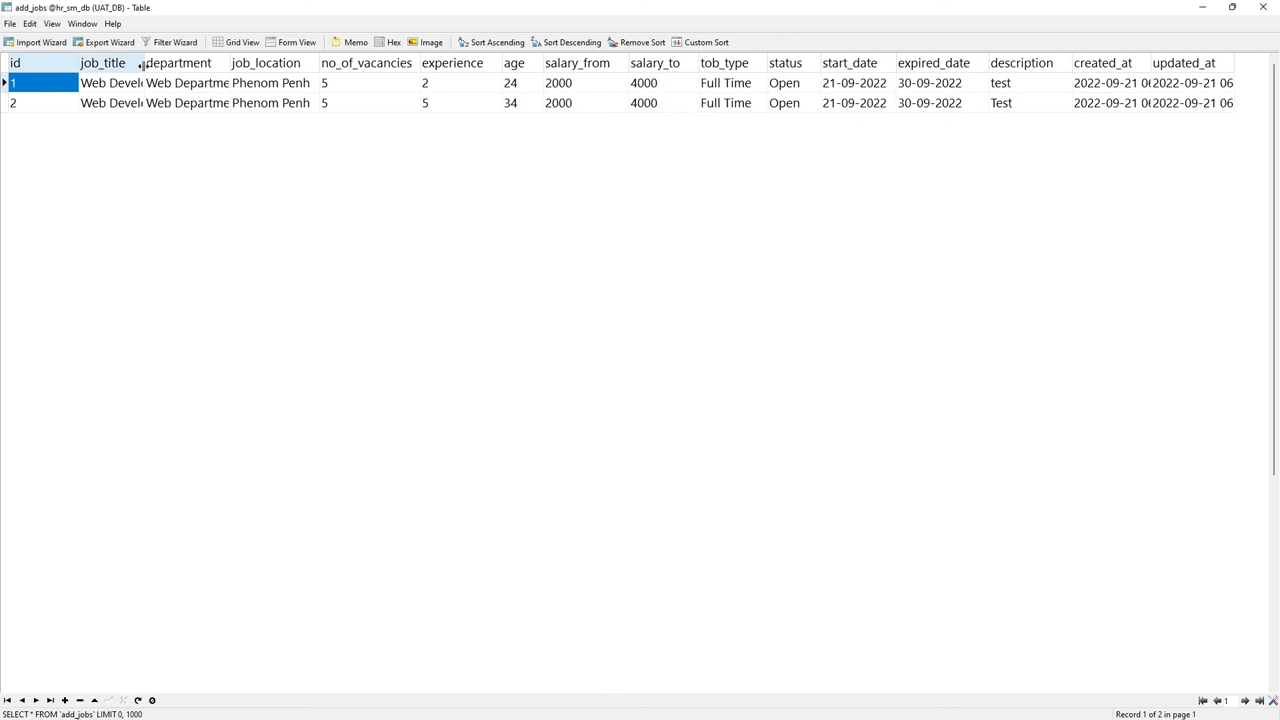 add_jobs @hr_sm_db (UAT_DB) - Table
File Edit View Window Help
Import Wizard Export Wizard Filter Wizard Grid View Form View Memo Hex Image Sort Ascending Sort Descending Remove Sort Custom Sort
id job_title department job_location no_of_vacancies experience age salary_from salary_to tob_type status start_date expired_date description created_at updated_at
1 Web Devel Web Departme Phenom Penh 5 2 24 2000 4000 Full Time Open 21-09-2022 30-09-2022 test 2022-09-21 0 2022-09-21 06
2 Web Devel Web Departme Phenom Penh 5 5 34 2000 4000 Full Time Open 21-09-2022 30-09-2022 Test 2022-09-21 0 2022-09-21 06
1
SELECT * FROM `add_jobs` LIMIT 0, 1000 Record 1 of 2 in page 1